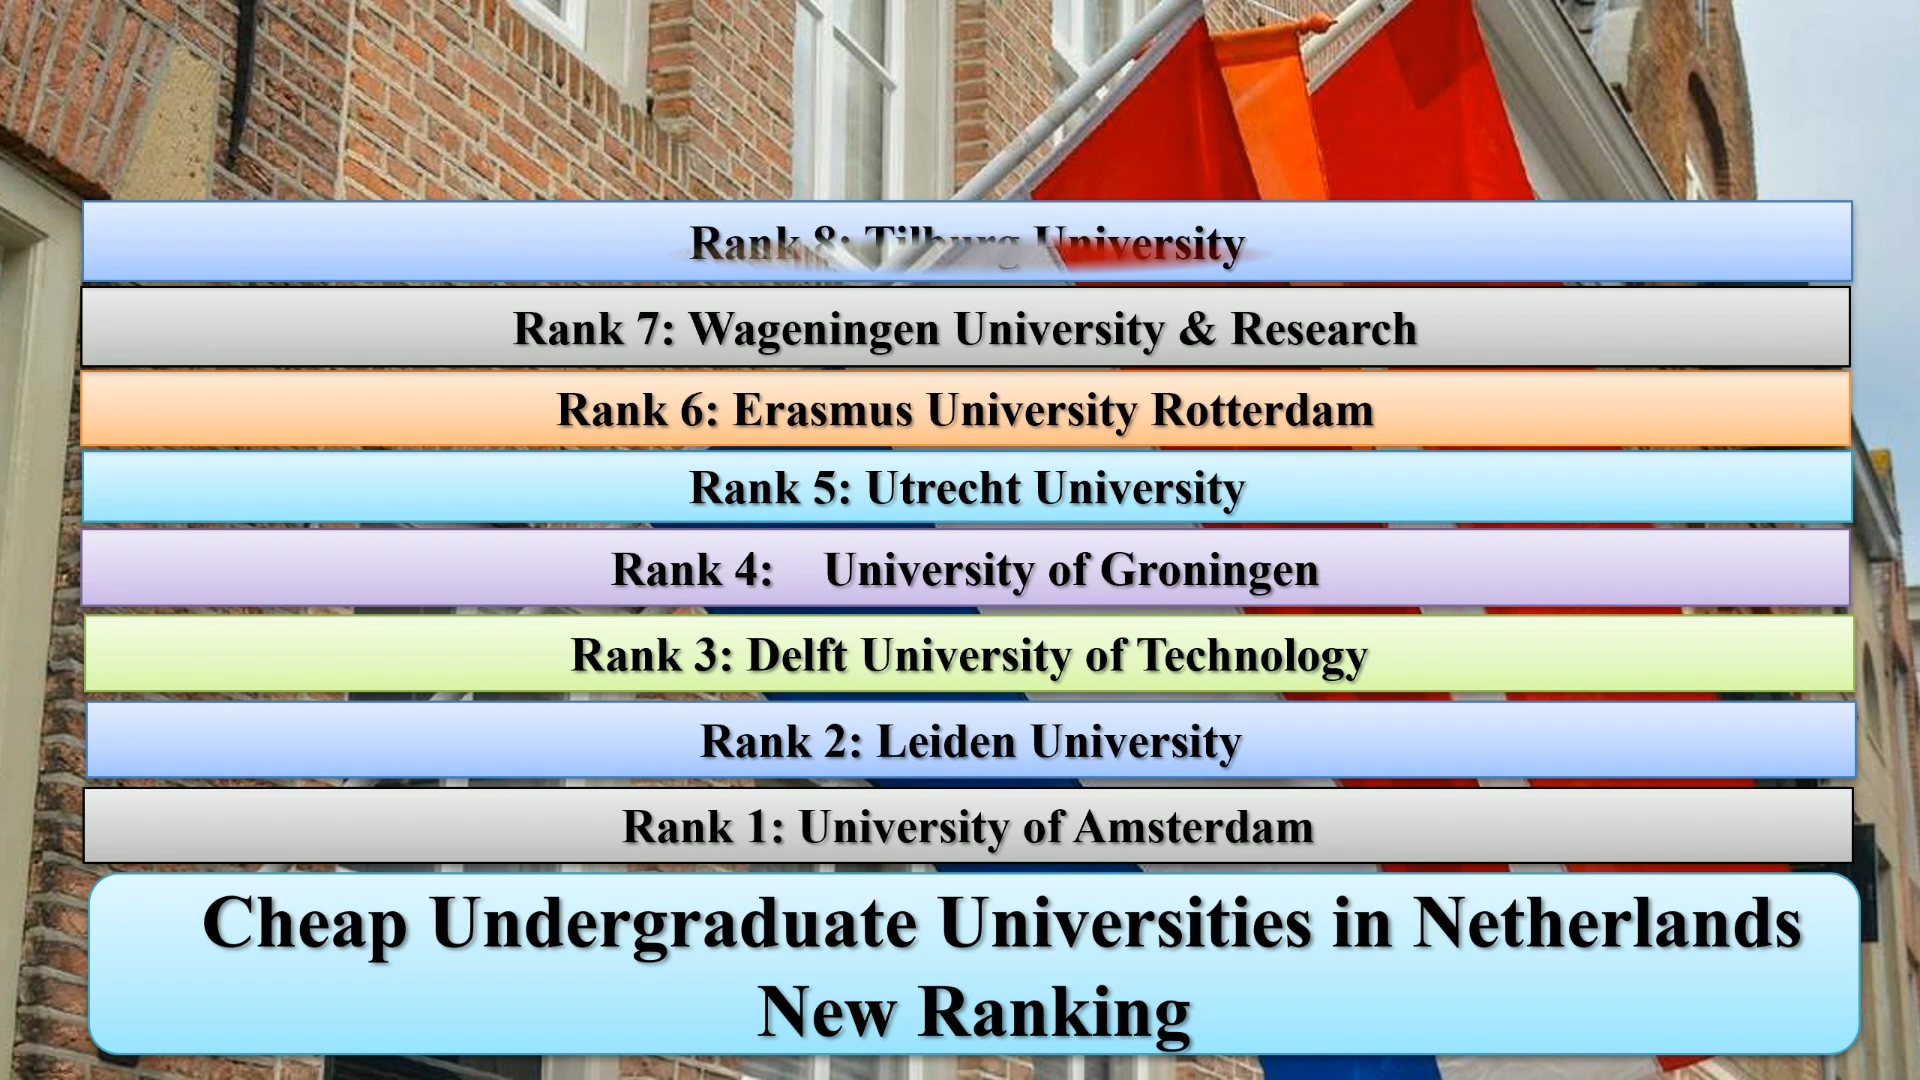 Rank 8: Tilburg University
Rank 7: Wageningen University & Research
Rank 6: Erasmus University Rotterdam
Rank 5: Utrecht University
Rank 4: University of Groningen
Rank 3: Delft University of Technology
Rank 2: Leiden University
Rank 1: University of Amsterdam
Cheap Undergraduate Universities in Netherlands
New Ranking